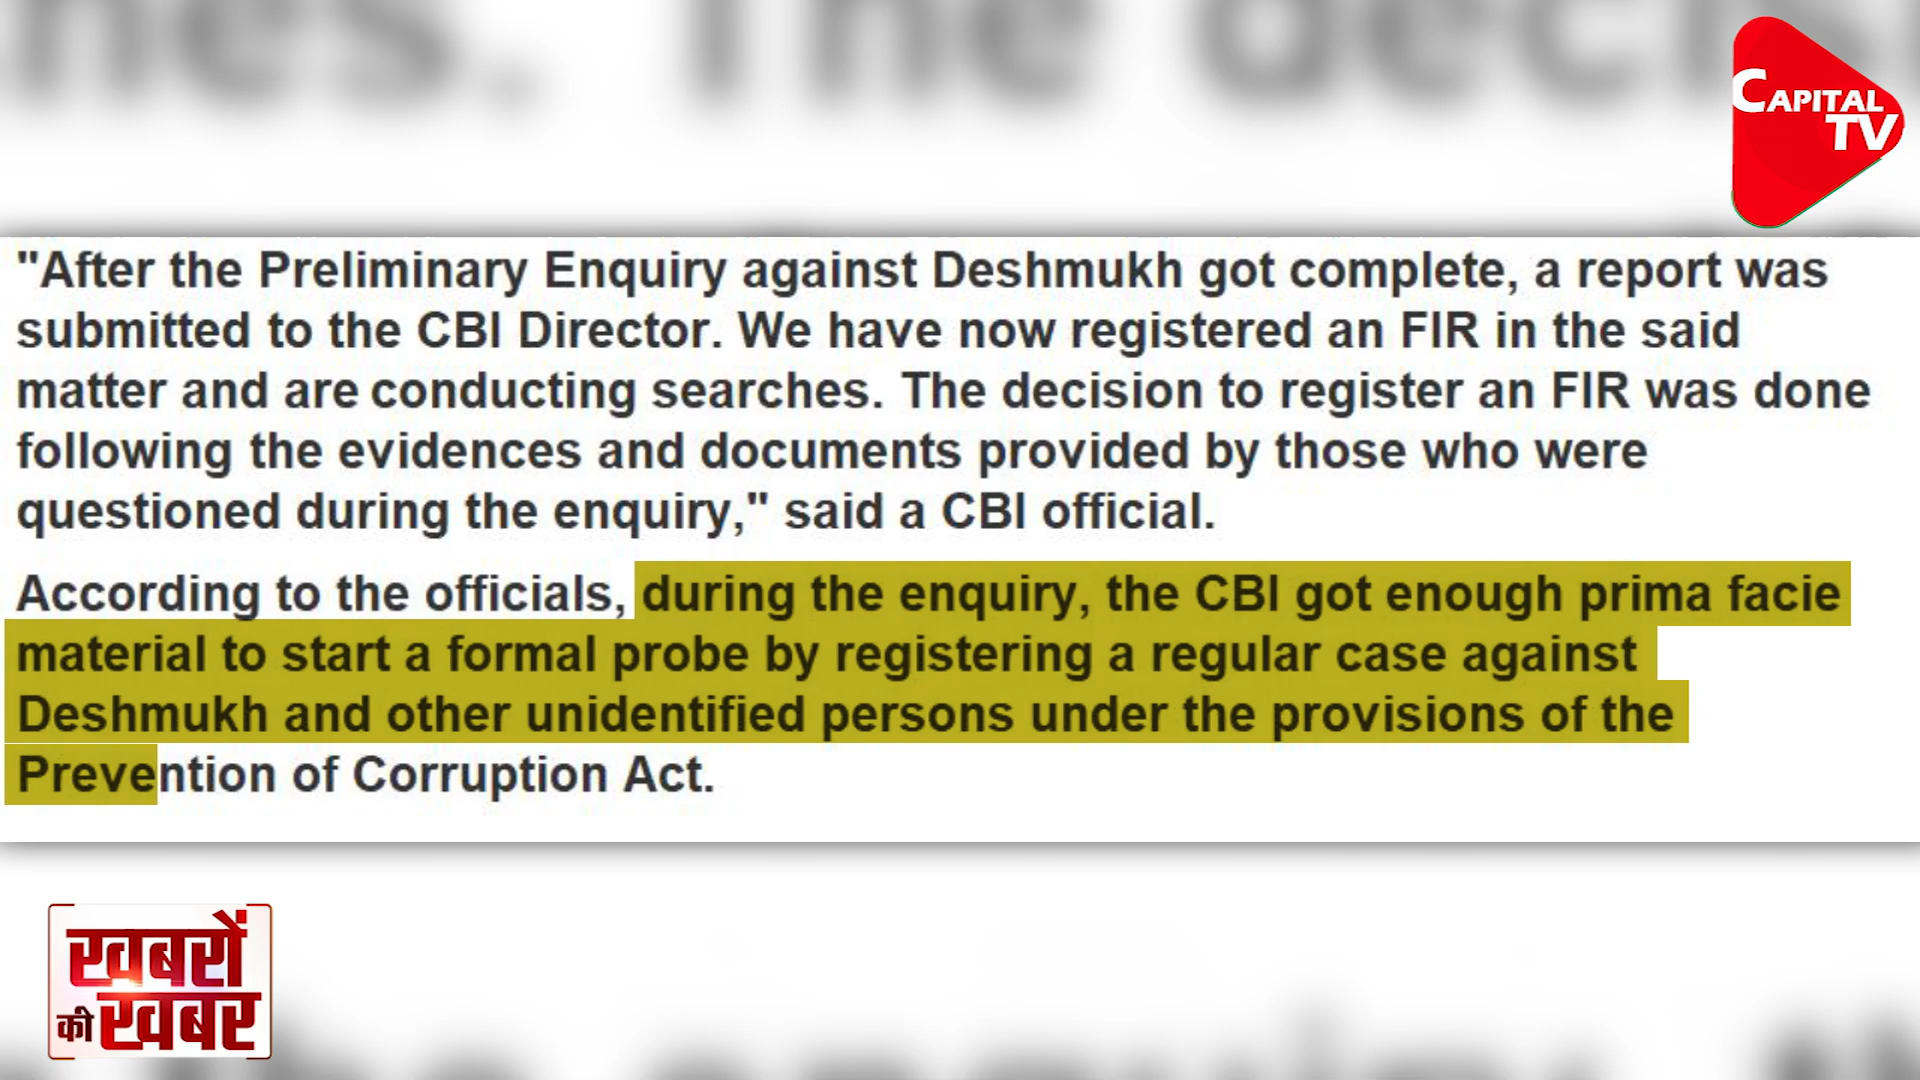 CAPITAL
TV
"After the Preliminary Enquiry against Deshmukh got complete, a report was
submitted to the CBI Director. We have now registered an FIR in the said
matter and are conducting searches. The decision to register an FIR was done
following the evidences and documents provided by those who were
questioned during the enquiry," said a CBI official.
According to the officials, during the enquiry, the CBI got enough prima facie
material to start a formal probe by registering a regular case against
Deshmukh and other unidentified persons under the provisions of the
Prevention of Corruption Act.
खबरों
की खबर